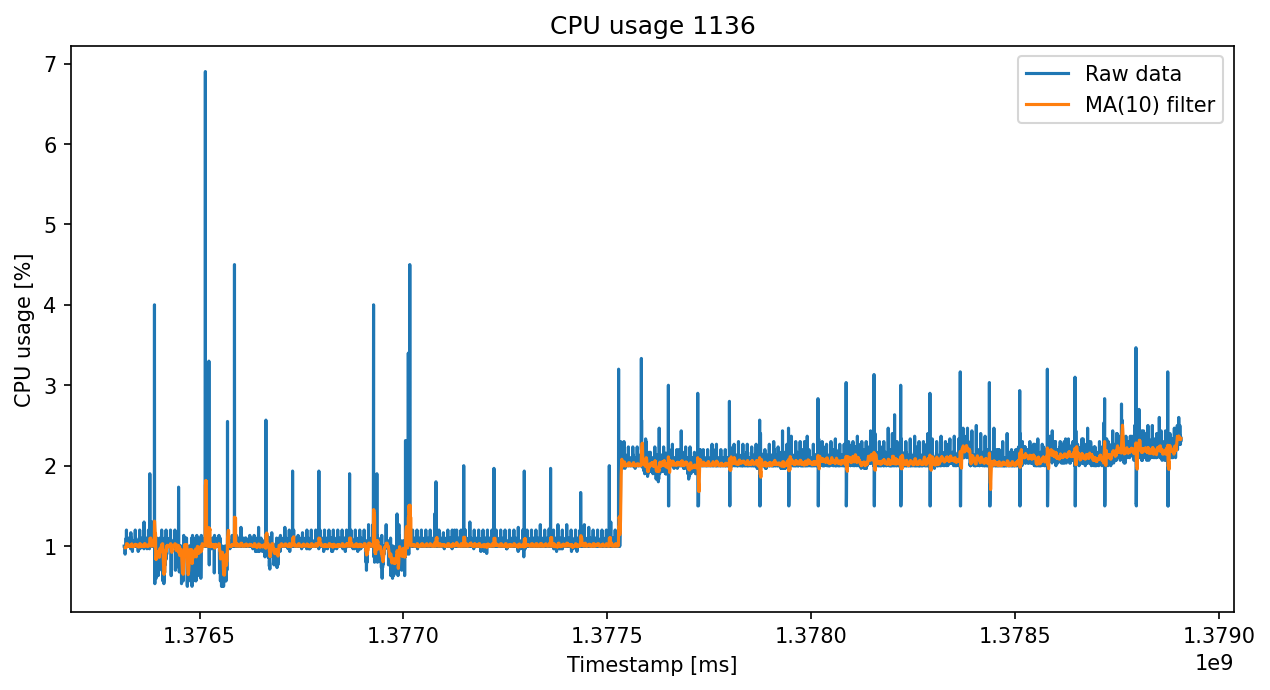 CPU usage 1136
Raw data
MA(10) filter
CPU usage [%]
7
6
5
4
3
2
1
1.3765 1.3770 1.3775 1.3780 1.3785 1.3790
1e9
Timestamp [ms]